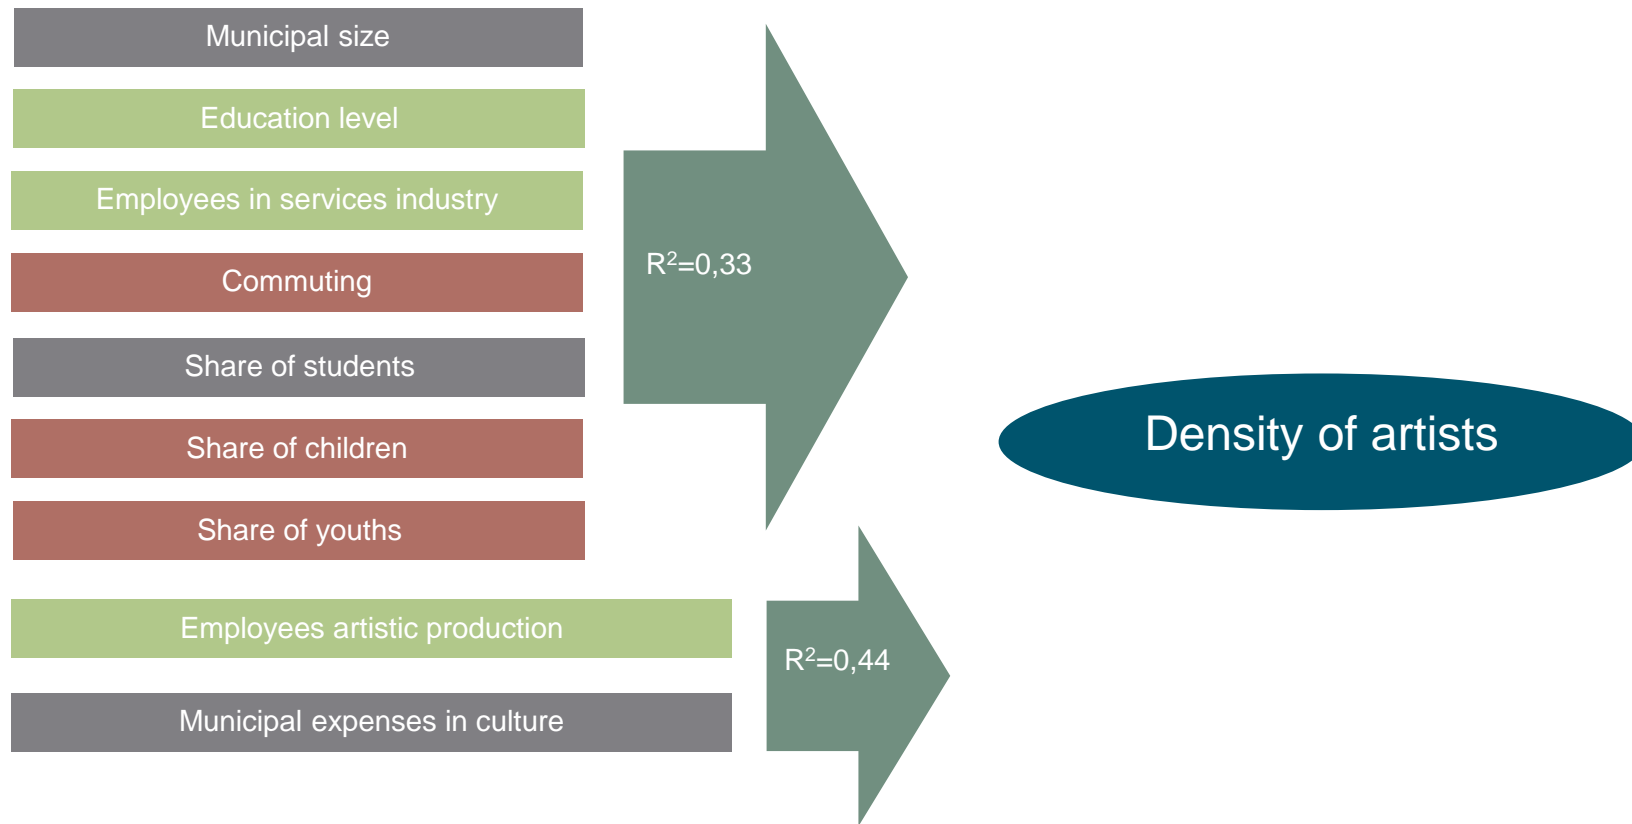 Municipal size
Education level
Employees in services industry
Commuting
Share of students
Share of children
Share of youths
R²=0,33
Density of artists
Employees artistic production
Municipal expenses in culture
R²=0,44